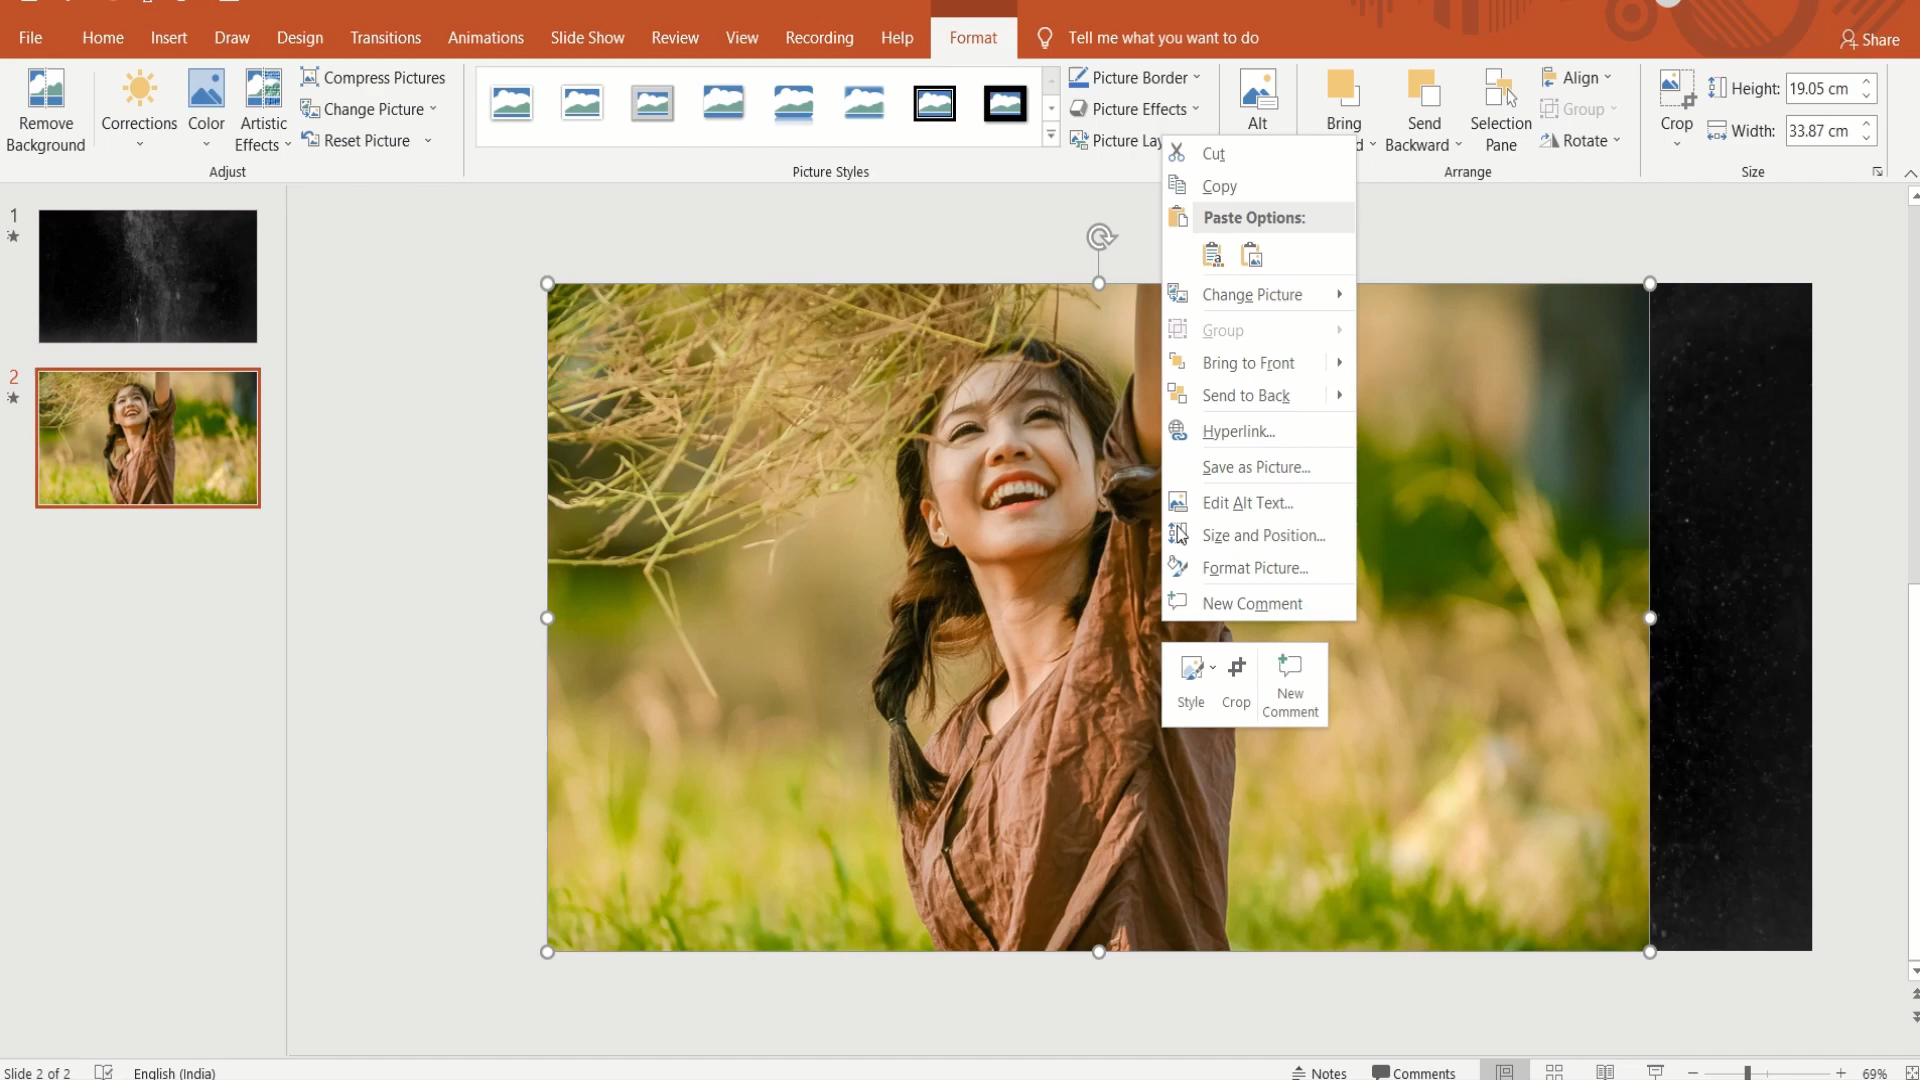 File Home Insert Draw Design Transitions Animations Slide Show Review View Recording Help Format Tell me what you want to do Share
Remove Background
Corrections
Color
Artistic Effects
Compress Pictures
Change Picture
Reset Picture
Adjust
Picture Styles
Picture Border
Picture Effects
Picture Lay
Alt
Bring
d
Send Backward
Selection Pane
Align
Group
Rotate
Arrange
Crop
Height: 19.05 cm
Width: 33.87 cm
Size
1
2
Cut
Copy
Paste Options:
a
Change Picture
Group
Bring to Front
Send to Back
Hyperlink...
Save as Picture...
Edit Alt Text...
Size and Position...
Format Picture...
New Comment
Style
Crop
New Comment
Slide 2 of 2 English (India) Notes Comments 69%